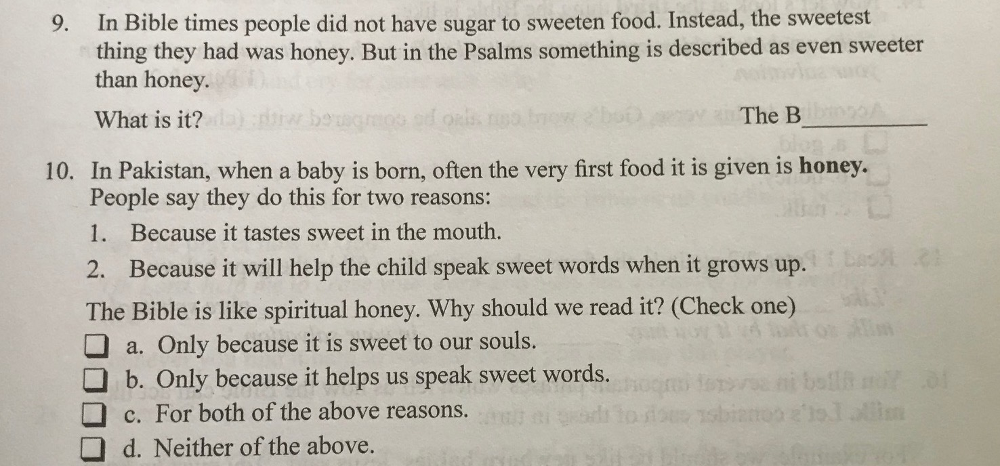 9. In Bible times people did not have sugar to sweeten food. Instead, the sweetest
thing they had was honey. But in the Psalms something is described as even sweeter
than honey.
What is it? The B__________
10. In Pakistan, when a baby is born, often the very first food it is given is honey.
People say they do this for two reasons:
1. Because it tastes sweet in the mouth.
2. Because it will help the child speak sweet words when it grows up.
The Bible is like spiritual honey. Why should we read it? (Check one)
a. Only because it is sweet to our souls.
b. Only because it helps us speak sweet words.
c. For both of the above reasons.
d. Neither of the above.